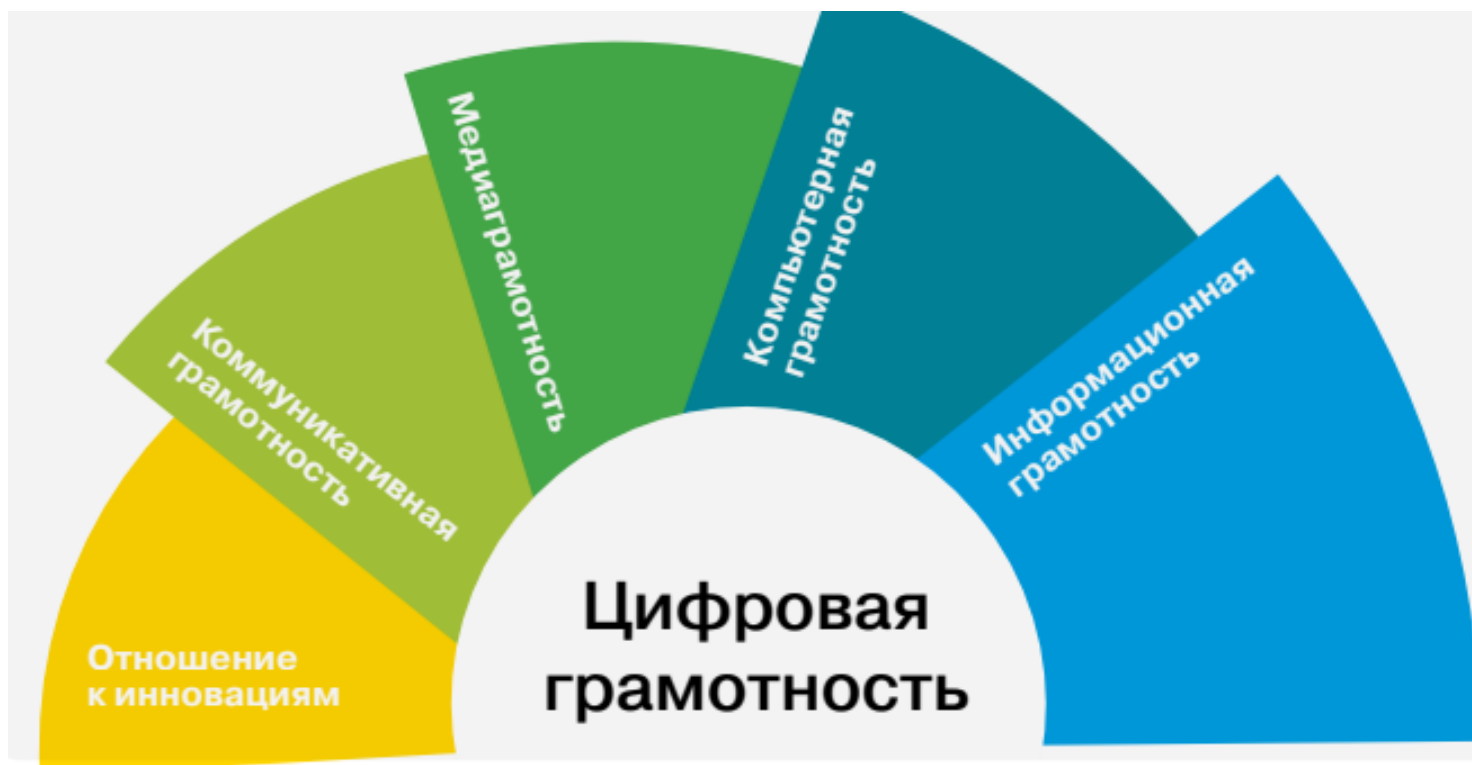 Отношение
к инновациям
Коммуникативная
грамотность
Медиаграмотность
Компьютерная
грамотность
Информационная
грамотность
Цифровая
грамотность